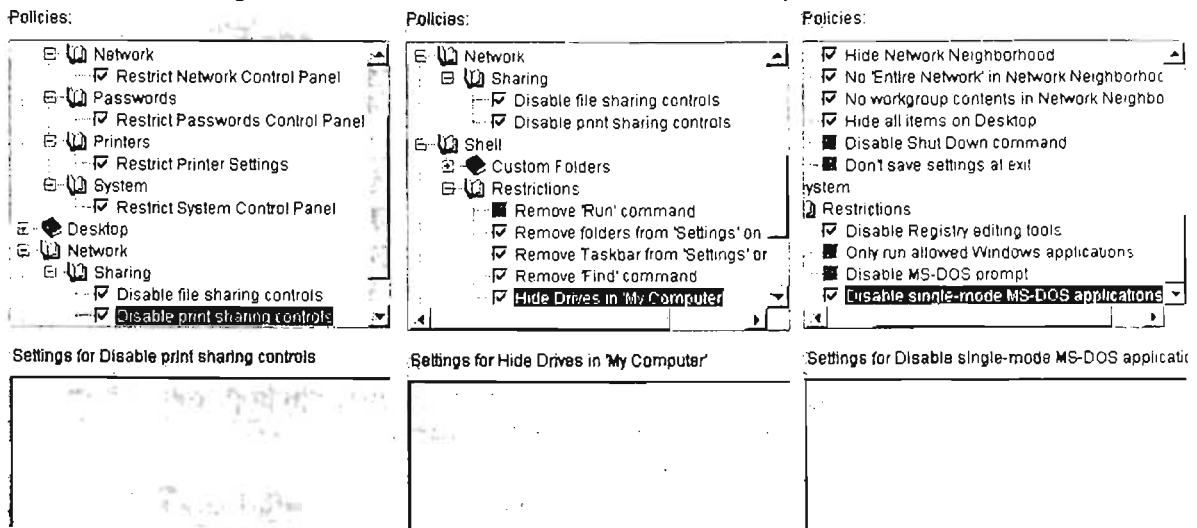 Policies:
Network
Restrict Network Control Panel
Passwords
Restrict Passwords Control Panel
Printers
Restrict Printer Settings
System
Restrict System Control Panel
Desktop
Network
Sharing
Disable file sharing controls
Disable print sharing controls
Settings for Disable print sharing controls
Policies:
Network
Sharing
Disable file sharing controls
Disable print sharing controls
Shell
Custom Folders
Restrictions
Remove 'Run' command
Remove folders from 'Settings' on
Remove Taskbar from 'Settings' or
Remove 'Find' command
Hide Drives in 'My Computer
Settings for Hide Drives in 'My Computer'
Policies:
Hide Network Neighborhood
No 'Entire Network' in Network Neighborhoc
No workgroup contents in Network Neighbo
Hide all items on Desktop
Disable Shut Down command
Don't save settings at exit
ystem
Restrictions
Disable Registry editing tools
Only run allowed Windows applications
Disable MS-DOS prompt
Disable single-mode MS-DOS applications
Settings for Disable single-mode MS-DOS applicatic